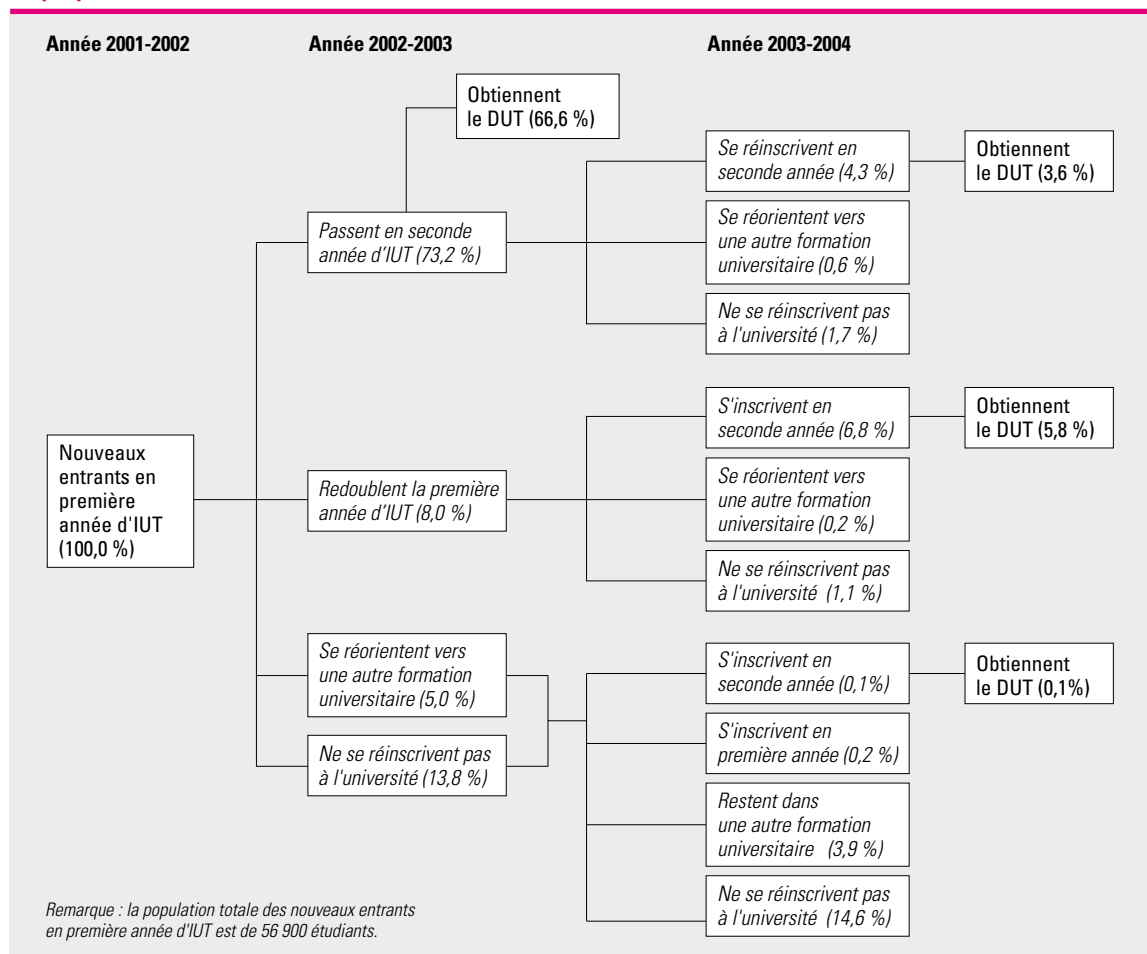 Année 2001-2002
Année 2002-2003
Année 2003-2004
Obtiennent
le DUT (66,6 %)
Se réinscrivent en
seconde année (4,3 %)
Obtiennent
le DUT (3,6 %)
Passent en seconde
année d'IUT (73,2 %)
Se réorientent vers
une autre formation
universitaire (0,6 %)
Ne se réinscrivent pas
à l'université (1,7 %)
Nouveaux
entrants en
première
année d'IUT
(100,0 %)
Redoublent la première
année d'IUT (8,0 %)
S'inscrivent en
seconde année (6,8 %)
Obtiennent
le DUT (5,8 %)
Se réorientent vers
une autre formation
universitaire (0,2 %)
Ne se réinscrivent pas
à l'université (1,1 %)
Se réorientent vers
une autre formation
universitaire (5,0 %)
Ne se réinscrivent pas
à l'université (13,8 %)
S'inscrivent en
seconde année (0,1%)
Obtiennent
le DUT (0,1%)
S'inscrivent en
première année (0,2 %)
Restent dans
une autre formation
universitaire (3,9 %)
Ne se réinscrivent pas
à l'université (14,6 %)
Remarque : la population totale des nouveaux entrants
en première année d'IUT est de 56 900 étudiants.